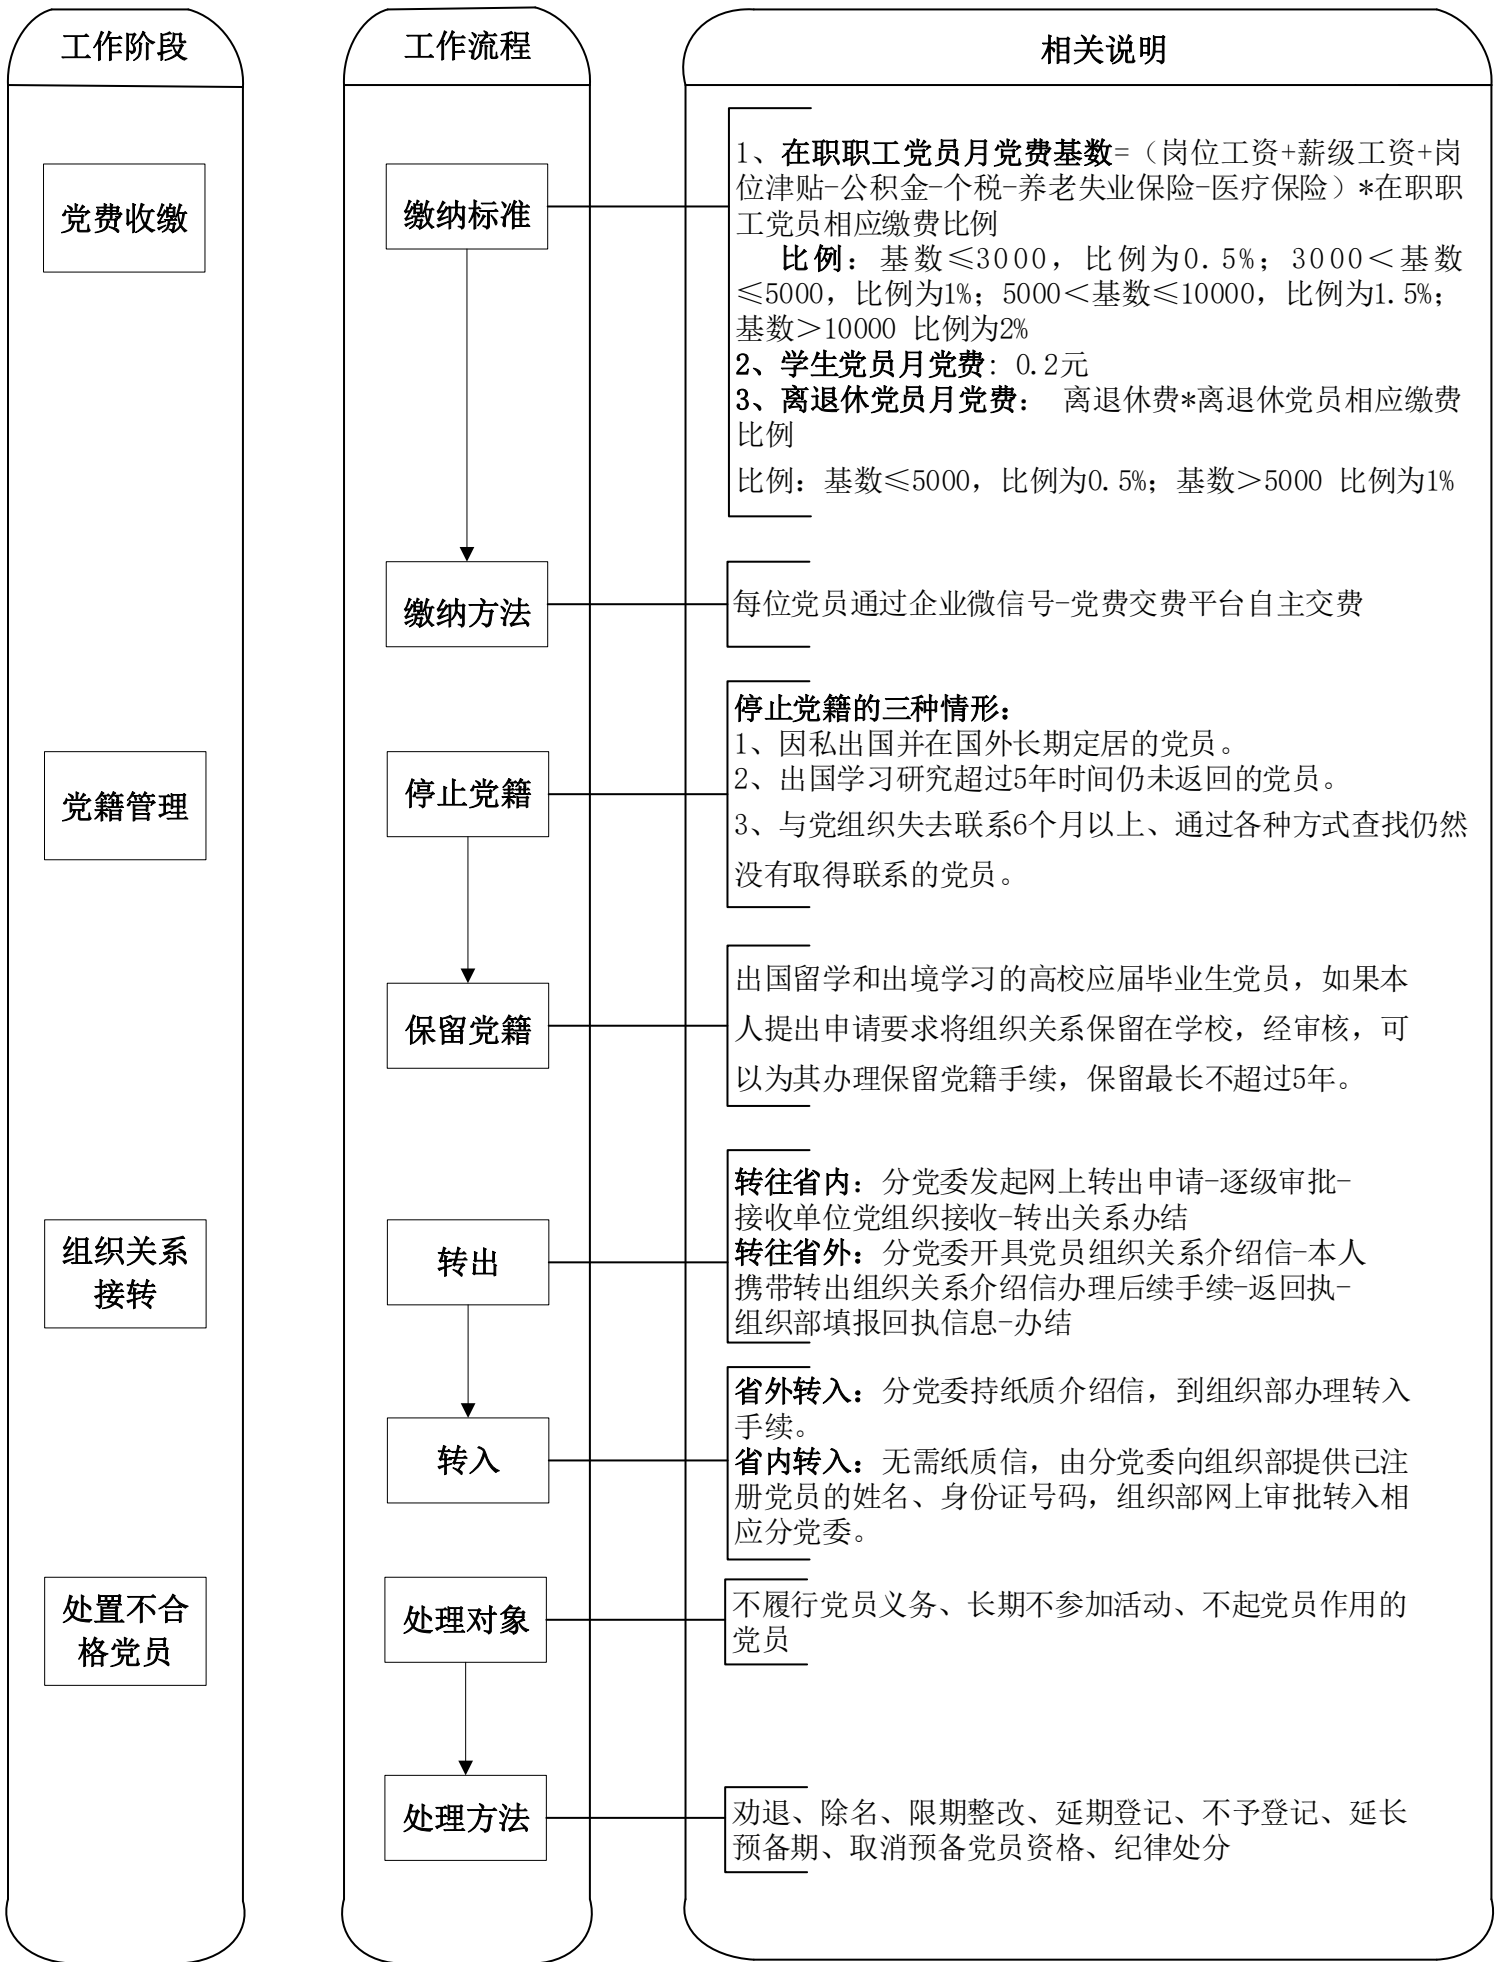 工作阶段
工作流程
相关说明
党费收缴
缴纳标准
1、在职职工党员月党费基数=（岗位工资+薪级工资+岗
位津贴-公积金-个税-养老失业保险-医疗保险）*在职职
工党员相应缴费比例
比例：基数≤3000，比例为0.5%；3000＜基数
≤5000，比例为1%；5000＜基数≤10000，比例为1.5%；
基数＞10000 比例为2%
2、学生党员月党费：0.2元
3、离退休党员月党费： 离退休费*离退休党员相应缴费
比例
比例：基数≤5000，比例为0.5%；基数＞5000 比例为1%
缴纳方法
每位党员通过企业微信号-党费交费平台自主交费
党籍管理
停止党籍
停止党籍的三种情形：
1、因私出国并在国外长期定居的党员。
2、出国学习研究超过5年时间仍未返回的党员。
3、与党组织失去联系6个月以上、通过各种方式查找仍然
没有取得联系的党员。
保留党籍
出国留学和出境学习的高校应届毕业生党员，如果本
人提出申请要求将组织关系保留在学校，经审核，可
以为其办理保留党籍手续，保留最长不超过5年。
组织关系
接转
转出
转往省内：分党委发起网上转出申请-逐级审批-
接收单位党组织接收-转出关系办结
转往省外：分党委开具党员组织关系介绍信-本人
携带转出组织关系介绍信办理后续手续-返回执-
组织部填报回执信息-办结
转入
省外转入：分党委持纸质介绍信，到组织部办理转入
手续。
省内转入：无需纸质信，由分党委向组织部提供已注
册党员的姓名、身份证号码，组织部网上审批转入相
应分党委。
处置不合
格党员
处理对象
不履行党员义务、长期不参加活动、不起党员作用的
党员
处理方法
劝退、除名、限期整改、延期登记、不予登记、延长
预备期、取消预备党员资格、纪律处分